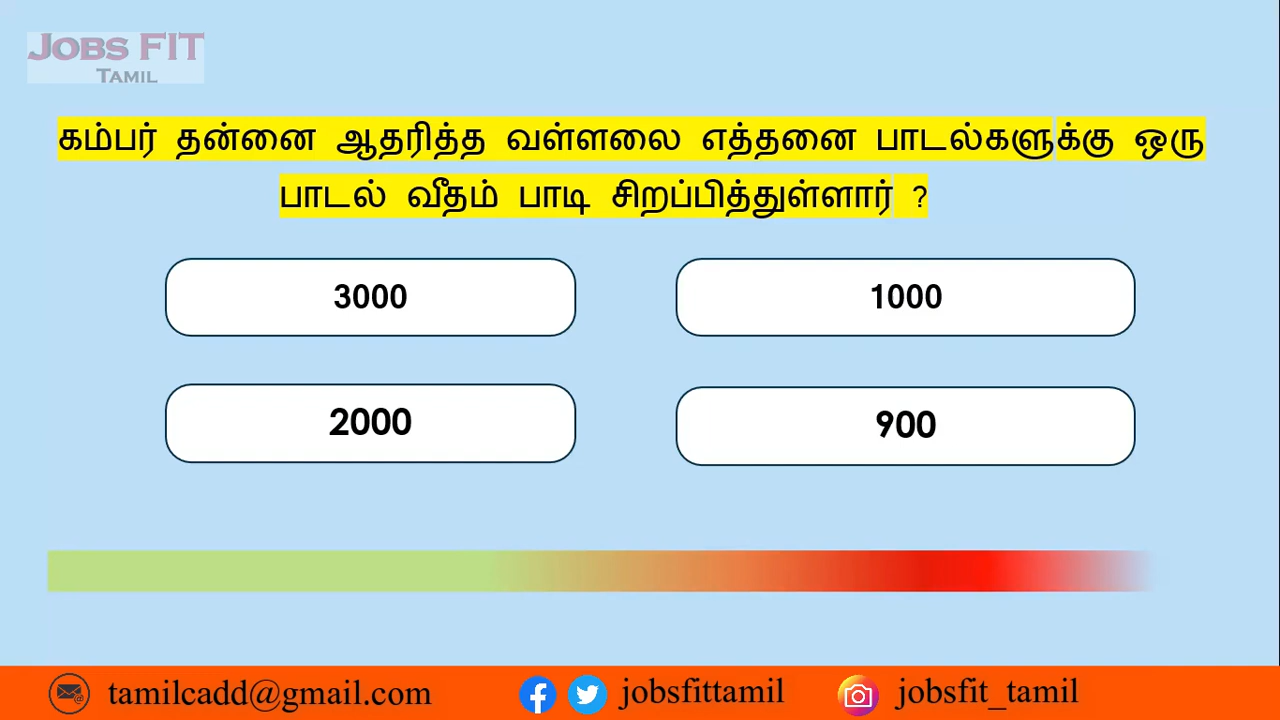 JOBS FIT
TAMIL
கம்பர் தன்னை ஆதரித்த வள்ளலை எத்தனை பாடல்களுக்கு ஒரு
பாடல் வீதம் பாடி சிறப்பித்துள்ளார் ?
3000
1000
2000
900
tamilcadd@gmail.com
jobsfittamil
jobsfit_tamil